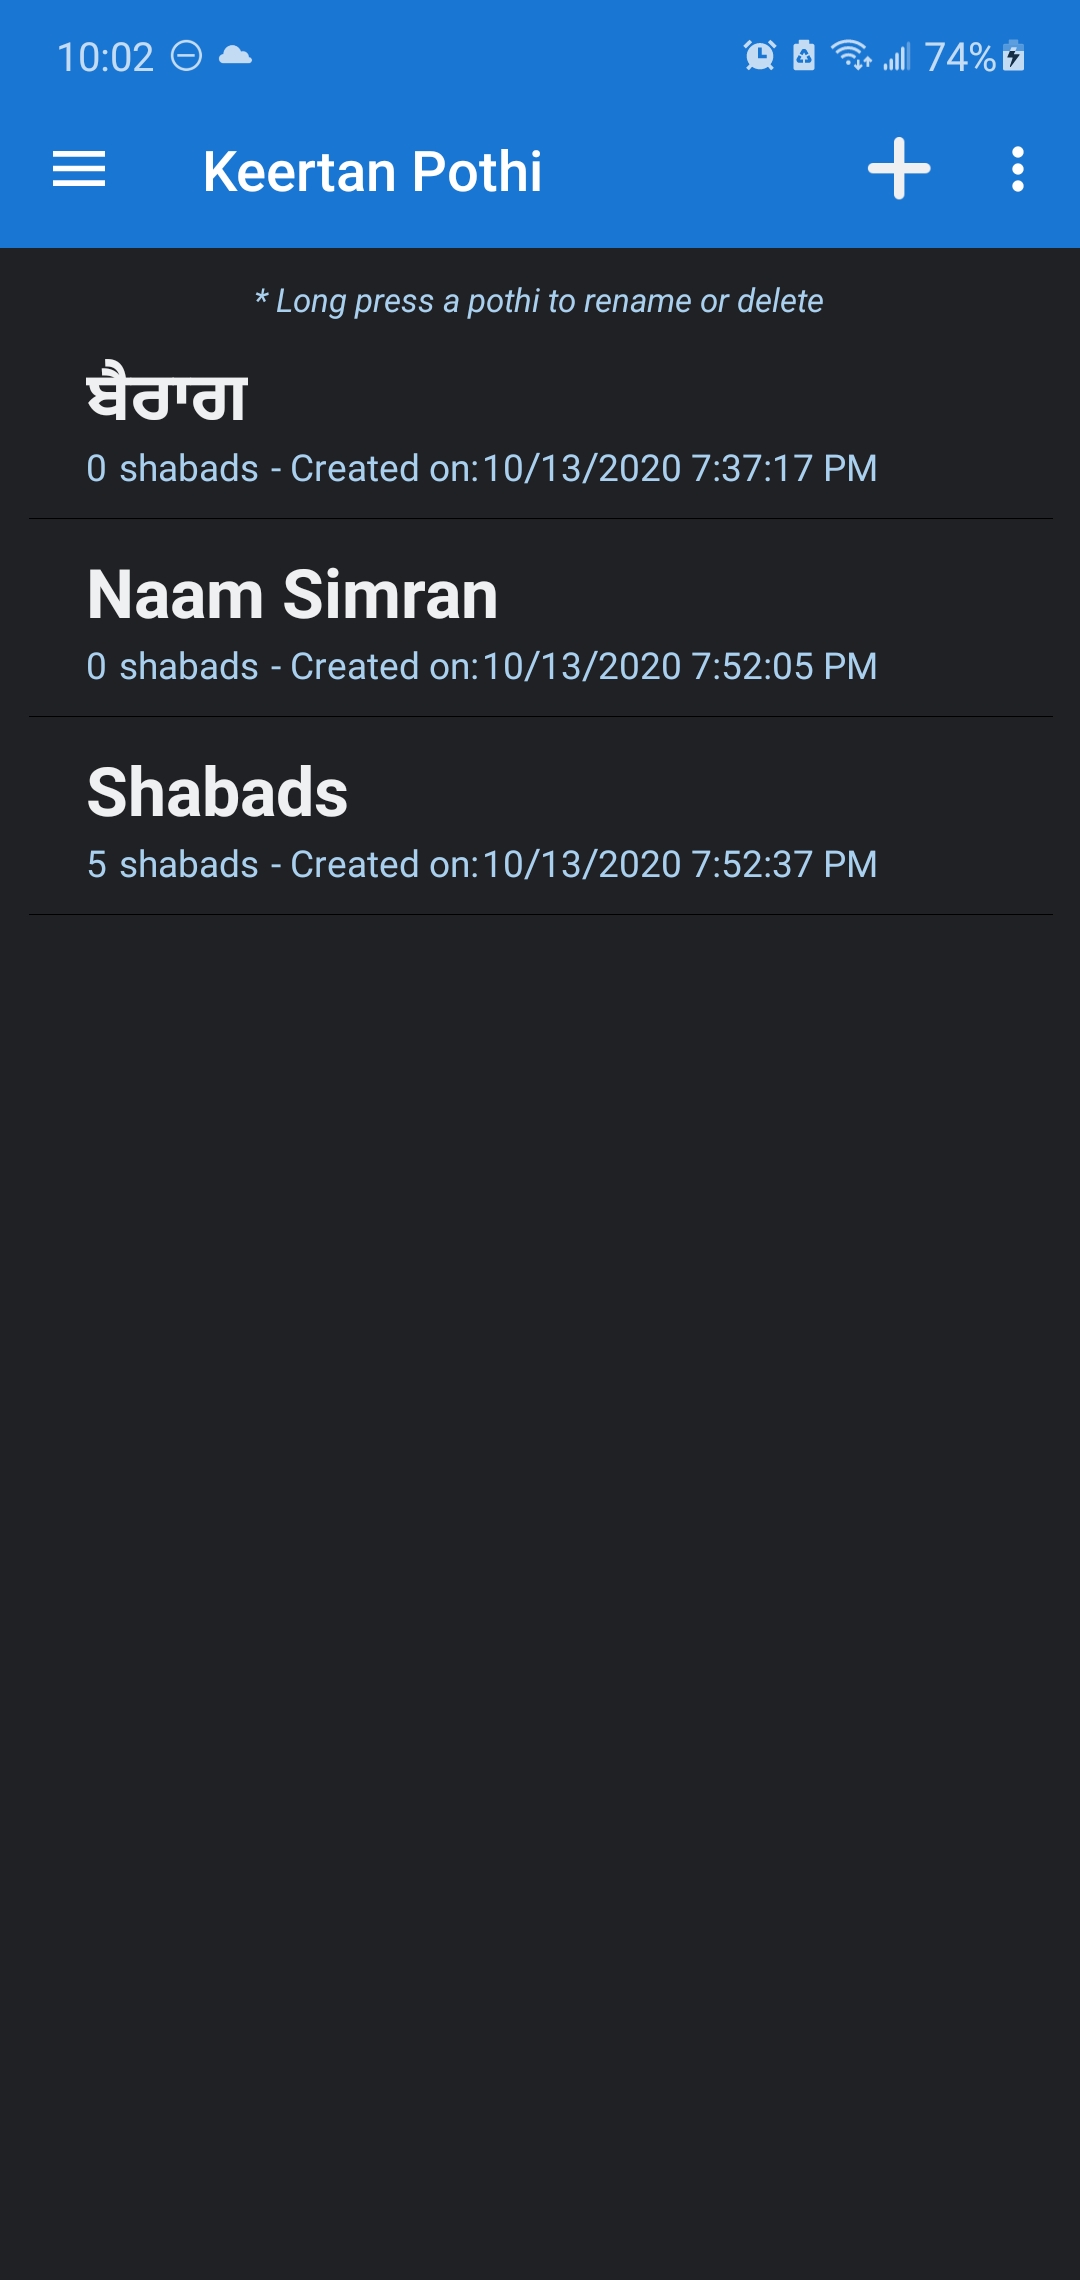 10:02 74%
Keertan Pothi
* Long press a pothi to rename or delete
ਬੈਰਾਗ
0 shabads - Created on:10/13/2020 7:37:17 PM
Naam Simran
0 shabads - Created on:10/13/2020 7:52:05 PM
Shabads
5 shabads - Created on:10/13/2020 7:52:37 PM